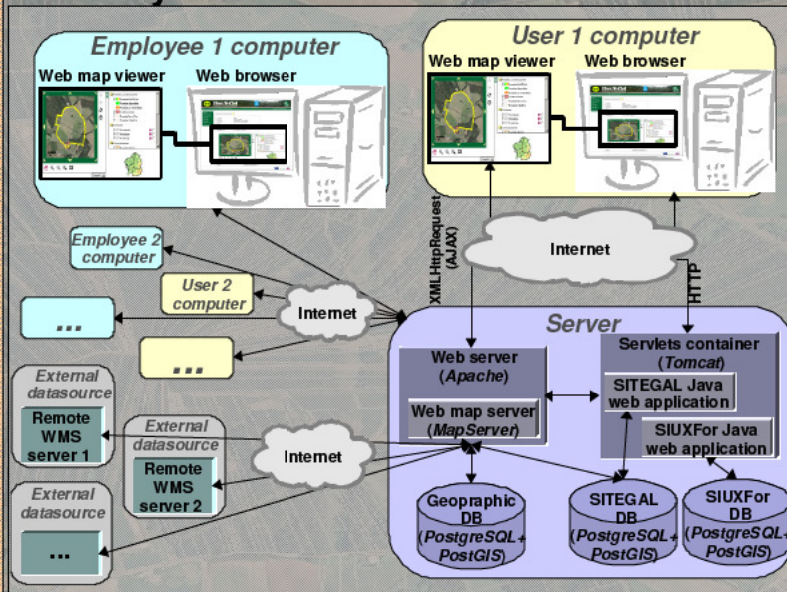 Employee 1 computer
Web map viewer
Web browser
User 1 computer
Web map viewer
Web browser
XMLHttpRequest
(AJAX)
Internet
HTTP
Employee 2
computer
User 2
computer
Internet
...
...
Server
Web server
(Apache)
Web map server
(MapServer)
Servlets container
(Tomcat)
SITEGAL Java
web application
SIUXFor Java
web application
External
datasource
Remote
WMS
server 1
External
datasource
Remote
WMS
server 2
Internet
External
datasource
...
Geographic
DB
(PostgreSQL+
PostGIS)
SITEGAL
DB
(PostgreSQL+
PostGIS)
SIUXFor
DB
(PostgreSQL+
PostGIS)